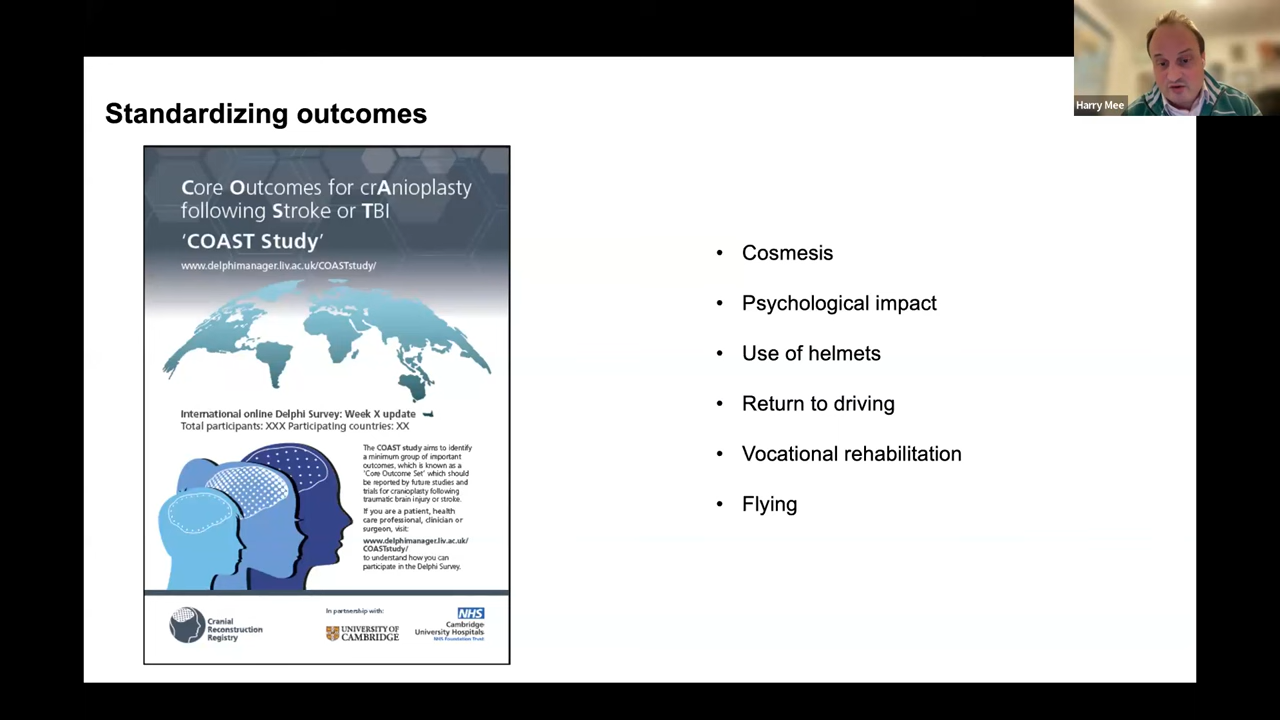 Harry Mee
Standardizing outcomes
Core Outcomes for crAnioplasty
following Stroke or TBI
‘COAST Study’
www.delphimanager.liv.ac.uk/COASTstudy/
International online Delphi Survey: Week X update
Total participants: XXX Participating countries: XX
The COAST study aims to identify
a minimum group of important
outcomes, which is known as a
‘Core Outcome Set’ which should
be reported by future studies and
trials for cranioplasty following
traumatic brain injury or stroke.
If you are a patient, health
care professional, clinician or
surgeon, visit:
www.delphimanager.liv.ac.uk/
COASTstudy/
to understand how you can
participate in the Delphi Survey.
Cranial
Reconstruction
Registry
In partnership with:
UNIVERSITY OF
CAMBRIDGE
NHS
Cambridge
University Hospitals
NHS Foundation Trust
• Cosmesis
• Psychological impact
• Use of helmets
• Return to driving
• Vocational rehabilitation
• Flying